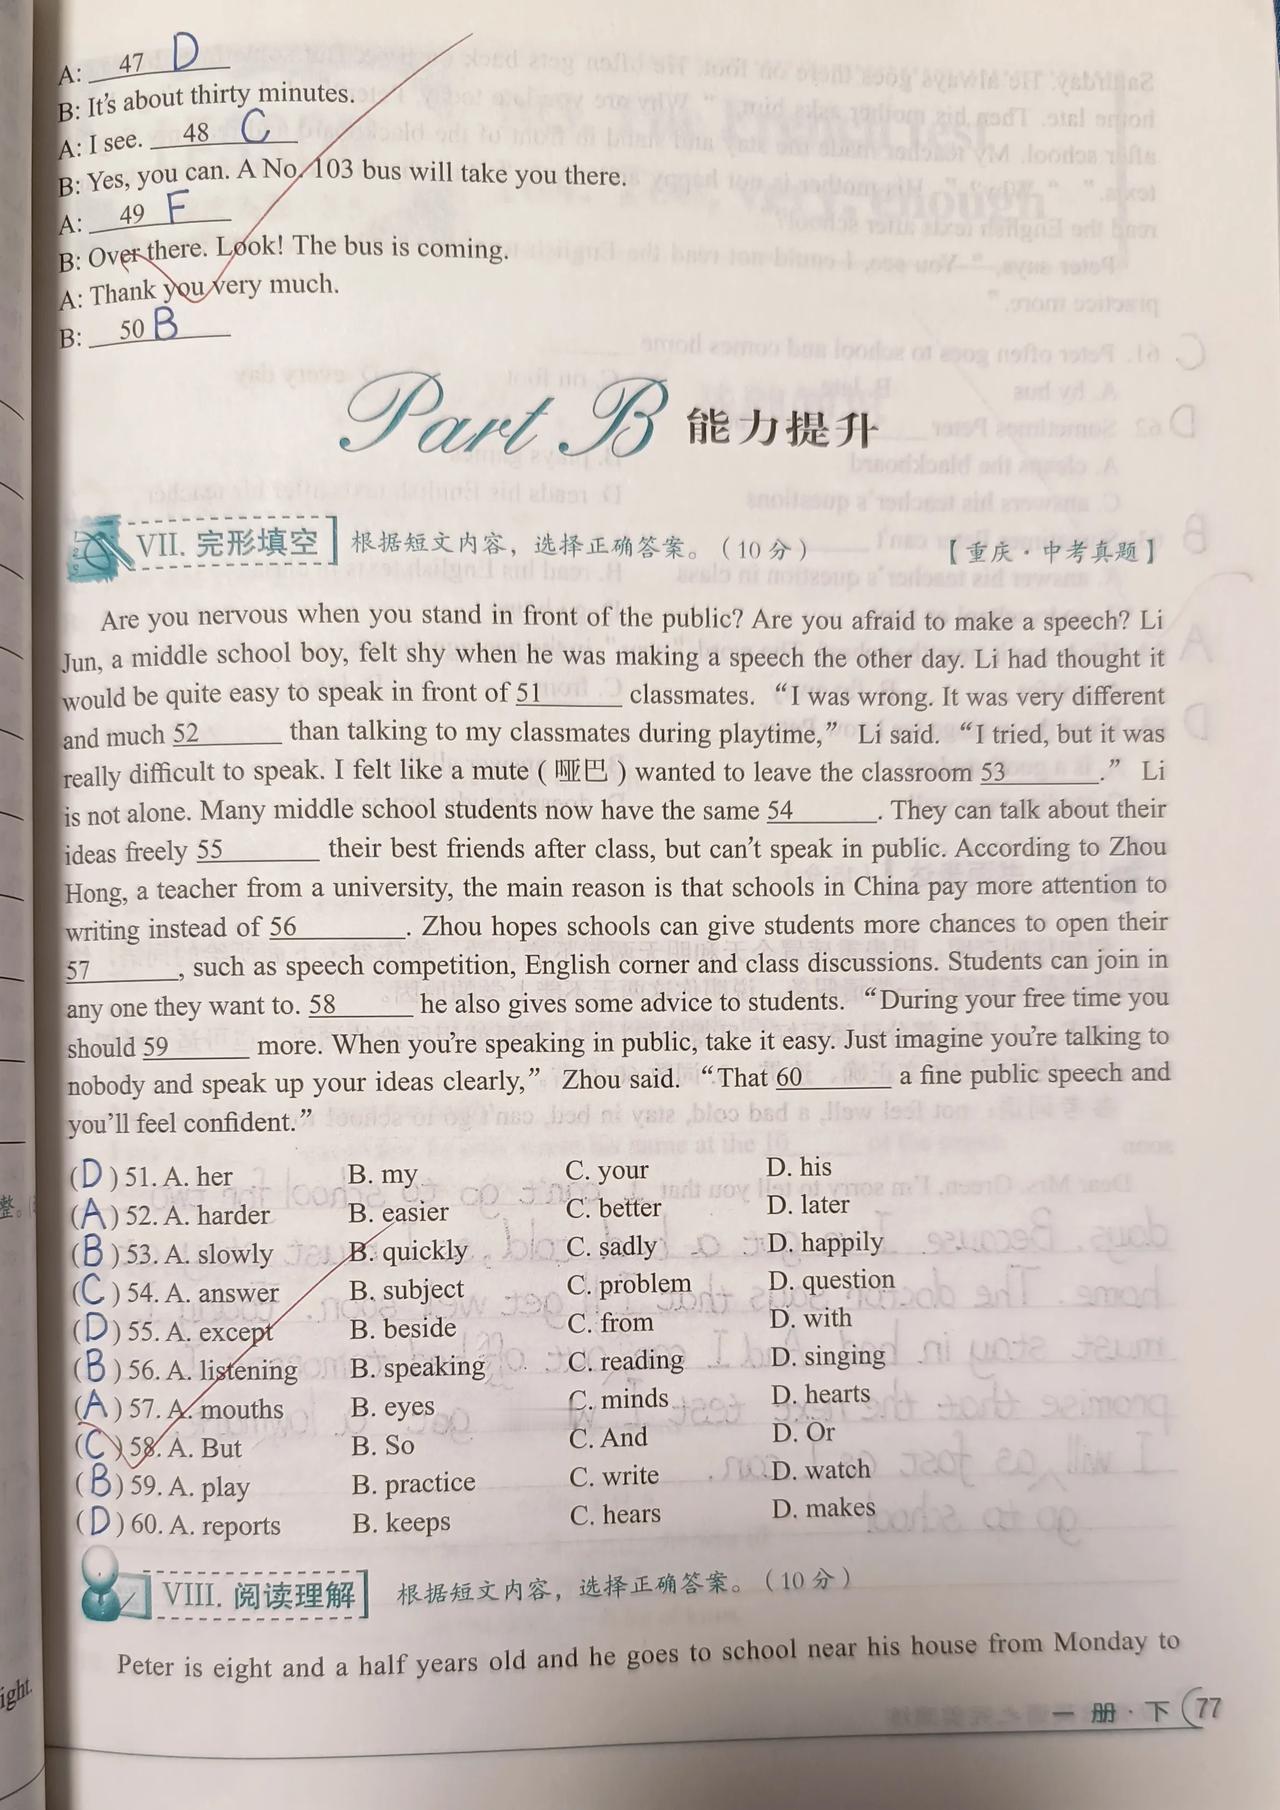 A: 47 D
B: It's about thirty minutes.
A: I see. 48 C
B: Yes, you can. A No. 103 bus will take you there.
A: 49 F
B: Over there. Look! The bus is coming.
A: Thank you very much.
B: 50 B
Part B 能力提升
VII. 完形填空 根据短文内容，选择正确答案。（10 分） 【重庆·中考真题】
Are you nervous when you stand in front of the public? Are you afraid to make a speech? Li
Jun, a middle school boy, felt shy when he was making a speech the other day. Li had thought it
would be quite easy to speak in front of 51 classmates. “I was wrong. It was very different
and much 52 than talking to my classmates during playtime,” Li said. “I tried, but it was
really difficult to speak. I felt like a mute ( 哑巴 ) wanted to leave the classroom 53 .” Li
is not alone. Many middle school students now have the same 54 . They can talk about their
ideas freely 55 their best friends after class, but can't speak in public. According to Zhou
Hong, a teacher from a university, the main reason is that schools in China pay more attention to
writing instead of 56 . Zhou hopes schools can give students more chances to open their
57 , such as speech competition, English corner and class discussions. Students can join in
any one they want to. 58 he also gives some advice to students. “During your free time you
should 59 more. When you're speaking in public, take it easy. Just imagine you're talking to
nobody and speak up your ideas clearly,” Zhou said. “That 60 a fine public speech and
you'll feel confident.”
(D) 51. A. her B. my C. your D. his
(A) 52. A. harder B. easier C. better D. later
(B) 53. A. slowly B. quickly C. sadly D. happily
(C) 54. A. answer B. subject C. problem D. question
(D) 55. A. except B. beside C. from D. with
(B) 56. A. listening B. speaking C. reading D. singing
(A) 57. A. mouths B. eyes C. minds D. hearts
(C) 58. A. But B. So C. And D. Or
(B) 59. A. play B. practice C. write D. watch
(D) 60. A. reports B. keeps C. hears D. makes
VIII. 阅读理解 根据短文内容，选择正确答案。（10 分）
Peter is eight and a half years old and he goes to school near his house from Monday to
一 册 · 下 77
整。
ight.